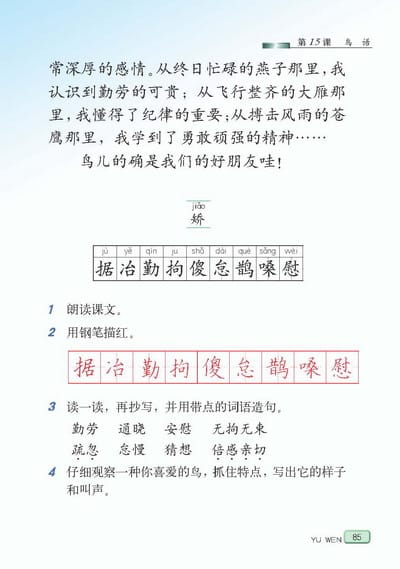 第15课 鸟 话
常深厚的感情。从终日忙碌的燕子那里,我
认识到勤劳的可贵;从飞行整齐的大雁那
里,我懂得了纪律的重要;从搏击风雨的苍
鹰那里,我学到了勇敢顽强的精神……
鸟儿的确是我们的好朋友哇!
jiǎo
矫
jù yě qín ju shǎ dài què sǎng wèi
据 冶 勤 拘 傻 怠 鹊 嗓 慰
1 朗读课文。
2 用钢笔描红。
据 冶 勤 拘 傻 怠 鹊 嗓 慰
3 读一读,再抄写,并用带点的词语造句。
勤劳 通晓 安慰 无拘无束
疏忽 怠慢 猜想 倍感亲切
4 仔细观察一种你喜爱的鸟,抓住特点,写出它的样子
和叫声。
YU WEN 85